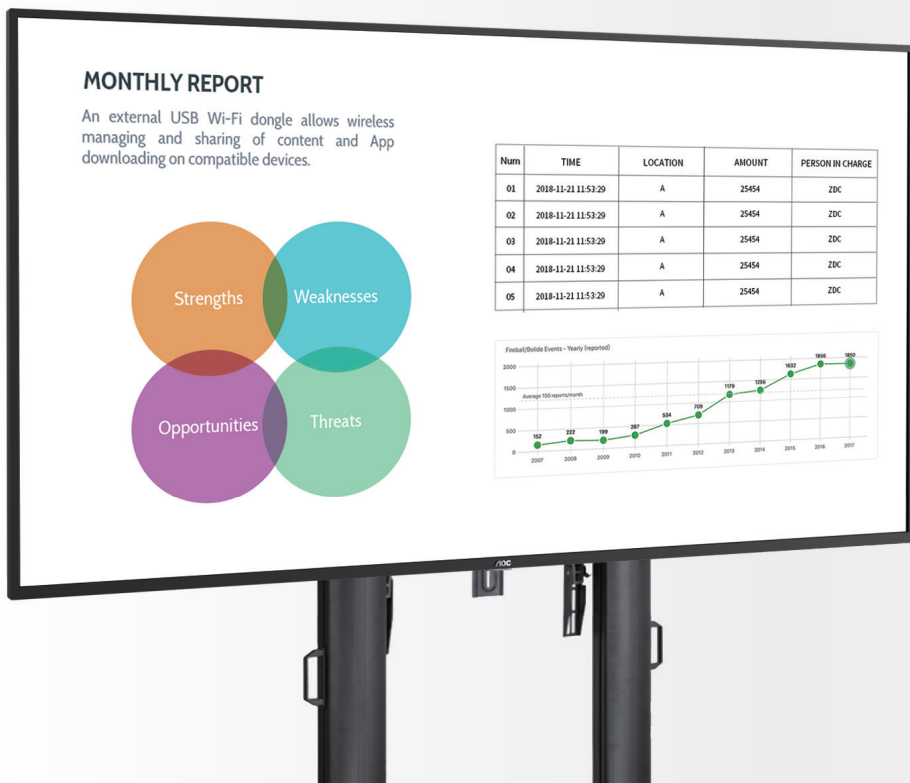 MONTHLY REPORT
An external USB Wi-Fi dongle allows wireless
managing and sharing of content and App
downloading on compatible devices.
Strengths
Weaknesses
Opportunities
Threats
Num TIME LOCATION AMOUNT PERSON IN CHARGE
01 2018-11-21 11:53:29 A 25454 ZDC
02 2018-11-21 11:53:29 A 25454 ZDC
03 2018-11-21 11:53:29 A 25454 ZDC
04 2018-11-21 11:53:29 A 25454 ZDC
05 2018-11-21 11:53:29 A 25454 ZDC
Fireball/Bolide Events - Yearly (reported)
2000
1500
1000
500
0
Average 100 reports/month
152 222 199 287 534 709 1179 1256 1632 1856 1850
2007 2008 2009 2010 2011 2012 2013 2014 2015 2016 2017
AOC